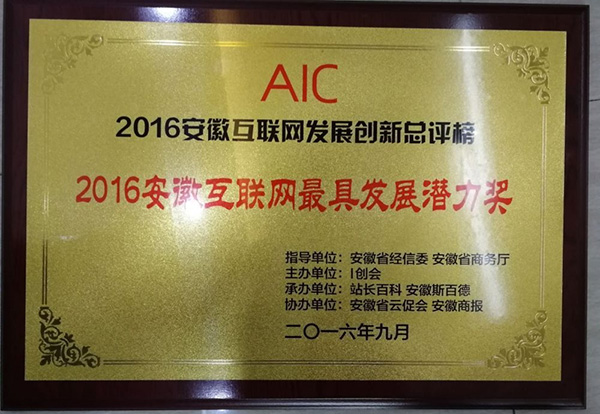 AIC
2016安徽互联网发展创新总评榜
2016安徽互联网最具发展潜力奖
指导单位：安徽省经信委 安徽省商务厅
主办单位：I创会
承办单位：站长百科 安徽斯百德
协办单位：安徽省云促会 安徽商报
二〇一六年九月